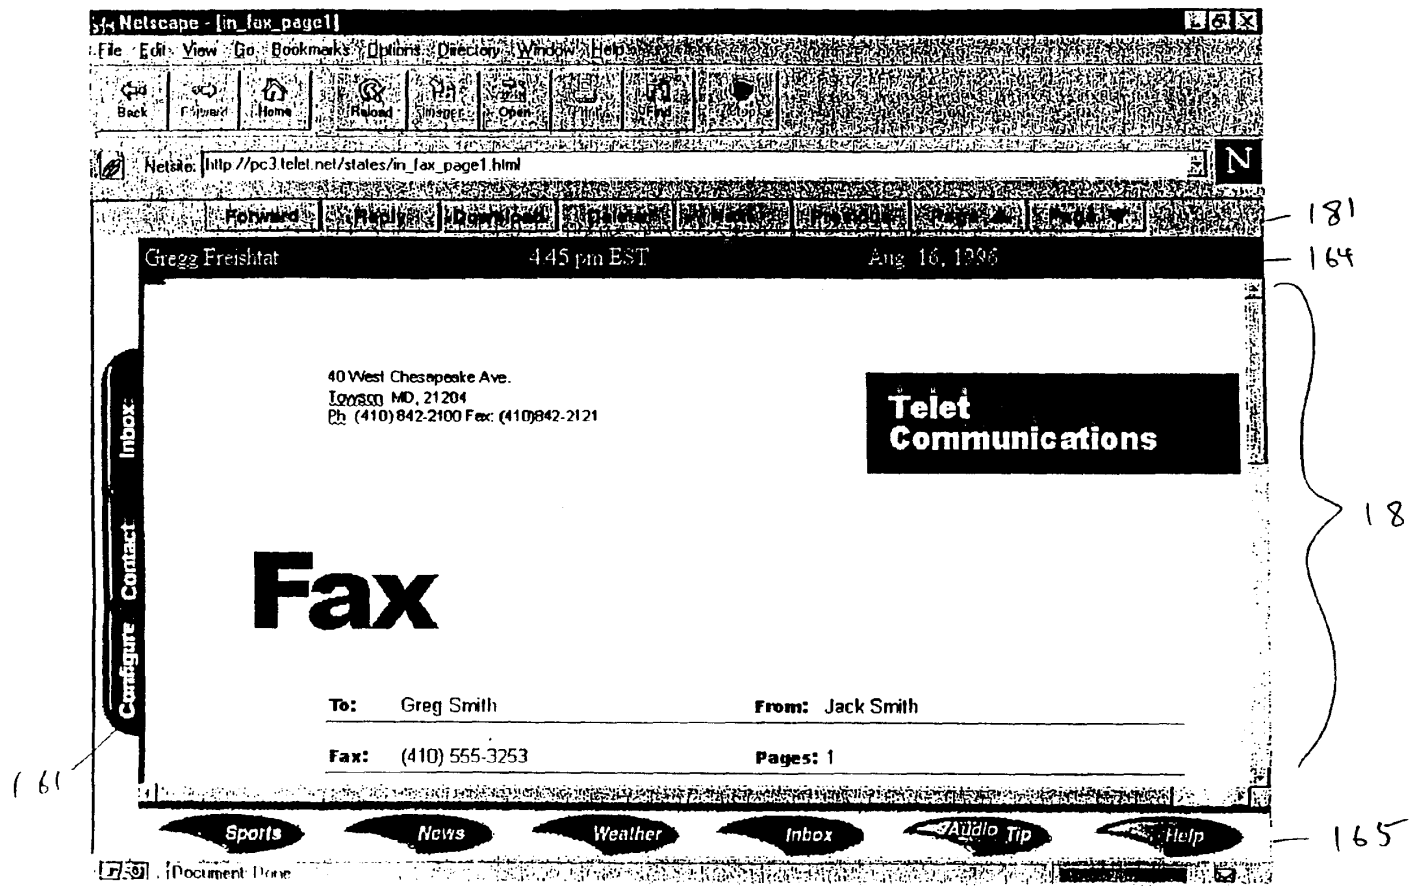 Netscape - [in_fax_page1]
File Edit View Go Bookmarks Options Directory Window Help
Back Forward Home Reload Images Open Print Find Stop
Netsite: http://pc3.telet.net/states/in_fax_page1.html
N
Forward Reply Download Delete Next Previous Page ▲ Page ▼
181
Gregg Freishtat 4:45 pm EST Aug. 16, 1996
164
40 West Chesapeake Ave.
Towson MD, 21204
Ph (410) 842-2100 Fax: (410)842-2121
Telet
Communications
Inbox
Contact
Configure
18
Fax
To: Greg Smith From: Jack Smith
Fax: (410) 555-3253 Pages: 1
161
Sports News Weather Inbox Audio Tip Help
165
Document: Done